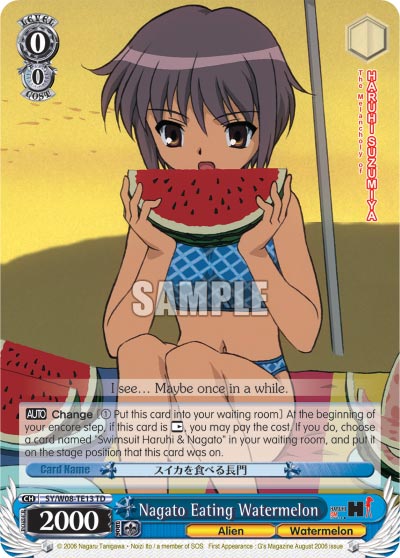 LEVEL
0
0
COST
The Melancholy of
HARUHI SUZUMIYA
SAMPLE
I see… Maybe once in a while.
AUTO Change [① Put this card into your waiting room] At the beginning of
your encore step, if this card is , you may pay the cost. If you do, choose
a card named "Swimsuit Haruhi & Nagato" in your waiting room, and put it
on the stage position that this card was on.
Card Name スイカを食べる長門
CH SY/W08-TE15 TD
POWER 2000 Nagato Eating Watermelon
Alien Watermelon
© 2006 Nagaru Tanigawa・Noizi Ito / a member of SOS First Appearance : G's Magazine August 2006 issue